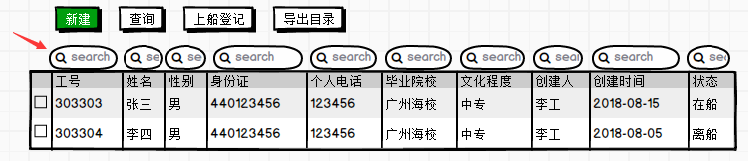 新建 查询 上船登记 导出目录
search se search se search search search search search search sea
工号 姓名 性别 身份证 个人电话 毕业院校 文化程度 创建人 创建时间 状态
303303 张三 男 440123456 123456 广州海校 中专 李工 2018-08-15 在船
303304 李四 男 440123456 123456 广州海校 中专 李工 2018-08-05 离船